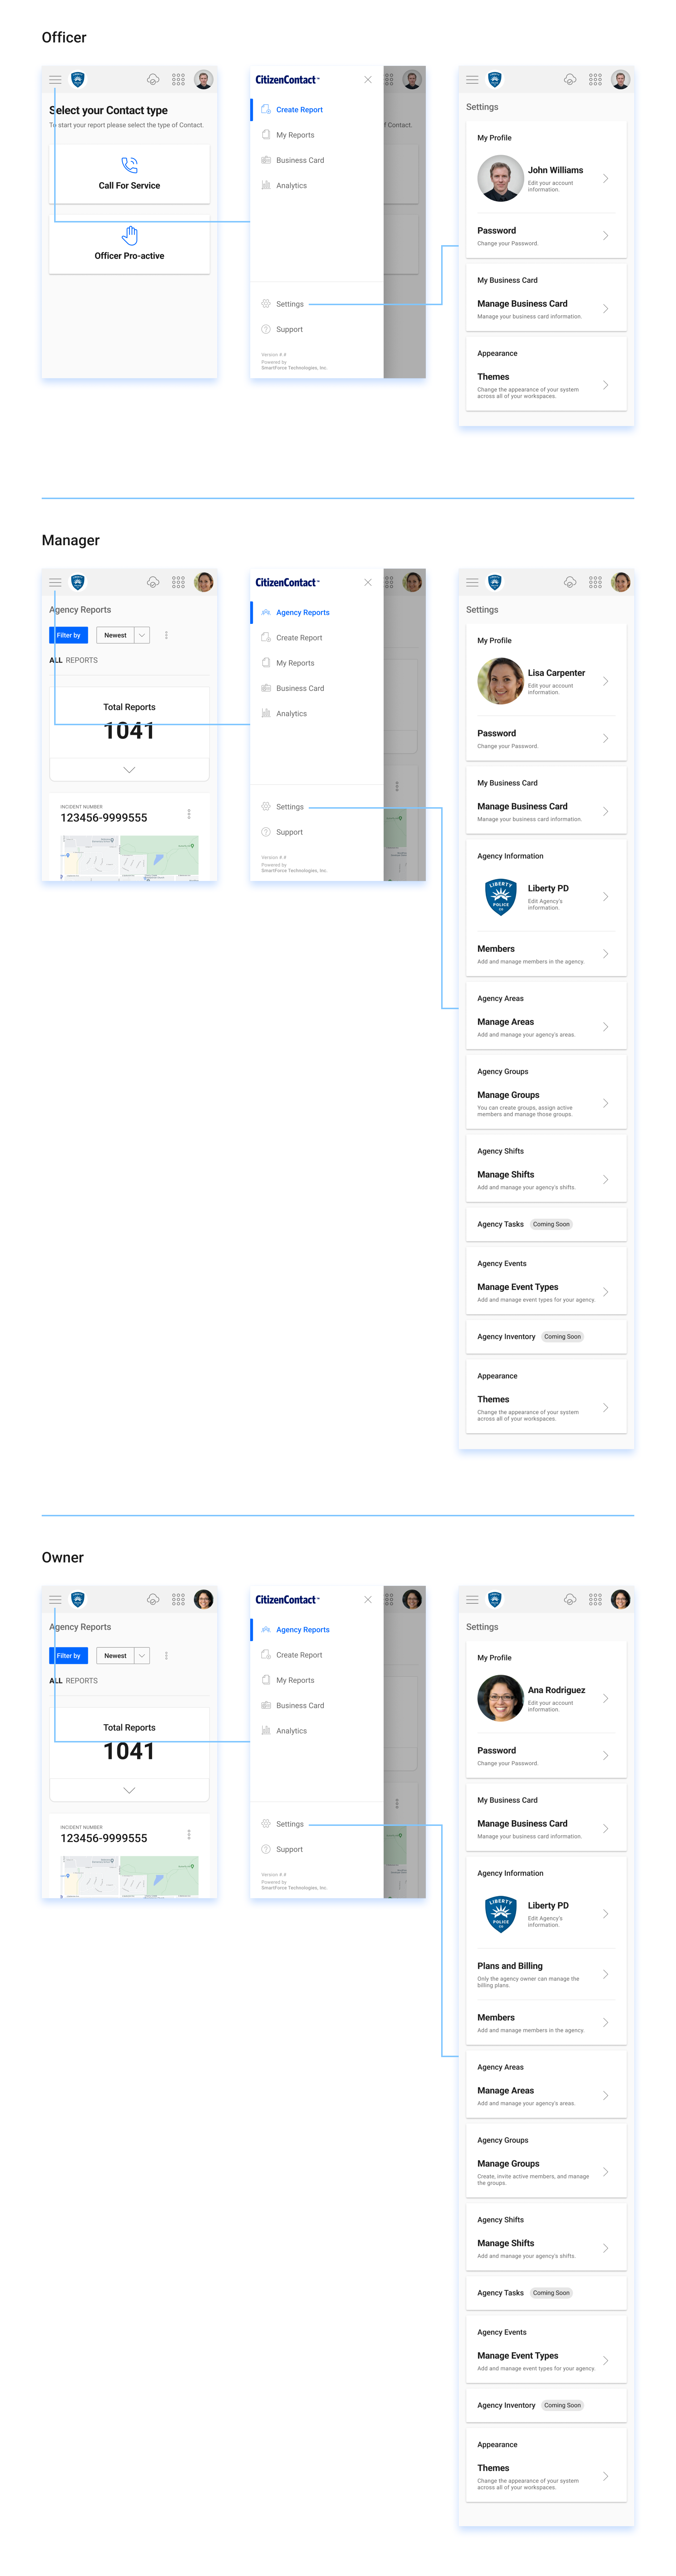 Officer
Select your Contact type
To start your report please select the type of Contact.
Call For Service
Officer Pro-active
CitizenContact™
Create Report
My Reports
Business Card
Analytics
Settings
Support
Version #.#
Powered by
SmartForce Technologies, Inc.
f Contact.
Settings
My Profile
John Williams
Edit your account
information.
Password
Change your Password.
My Business Card
Manage Business Card
Manage your business card information.
Appearance
Themes
Change the appearance of your system
across all of your workspaces.
Manager
Agency Reports
Filter by
Newest
ALL REPORTS
Total Reports
1041
INCIDENT NUMBER
123456-9999555
CitizenContact™
Agency Reports
Create Report
My Reports
Business Card
Analytics
Settings
Support
Version #.#
Powered by
SmartForce Technologies, Inc.
Settings
My Profile
Lisa Carpenter
Edit your account
information.
Password
Change your Password.
My Business Card
Manage Business Card
Manage your business card information.
Agency Information
LIBERTY
POLICE
CO
Liberty PD
Edit Agency's
information.
Members
Add and manage members in the agency.
Agency Areas
Manage Areas
Add and manage your agency's areas.
Agency Groups
Manage Groups
You can create groups, assign active
members and manage those groups.
Agency Shifts
Manage Shifts
Add and manage your agency's shifts.
Agency Tasks Coming Soon
Agency Events
Manage Event Types
Add and manage event types for your agency.
Agency Inventory Coming Soon
Appearance
Themes
Change the appearance of your system
across all of your workspaces.
Owner
Agency Reports
Filter by
Newest
ALL REPORTS
Total Reports
1041
INCIDENT NUMBER
123456-9999555
CitizenContact™
Agency Reports
Create Report
My Reports
Business Card
Analytics
Settings
Support
Version #.#
Powered by
SmartForce Technologies, Inc.
Settings
My Profile
Ana Rodriguez
Edit your account
information.
Password
Change your Password.
My Business Card
Manage Business Card
Manage your business card information.
Agency Information
LIBERTY
POLICE
CO
Liberty PD
Edit Agency's
information.
Plans and Billing
Only the agency owner can manage the
billing plans.
Members
Add and manage members in the agency.
Agency Areas
Manage Areas
Add and manage your agency's areas.
Agency Groups
Manage Groups
Create, invite active members, and manage
the groups.
Agency Shifts
Manage Shifts
Add and manage your agency's shifts.
Agency Tasks Coming Soon
Agency Events
Manage Event Types
Add and manage event types for your agency.
Agency Inventory Coming Soon
Appearance
Themes
Change the appearance of your system
across all of your workspaces.